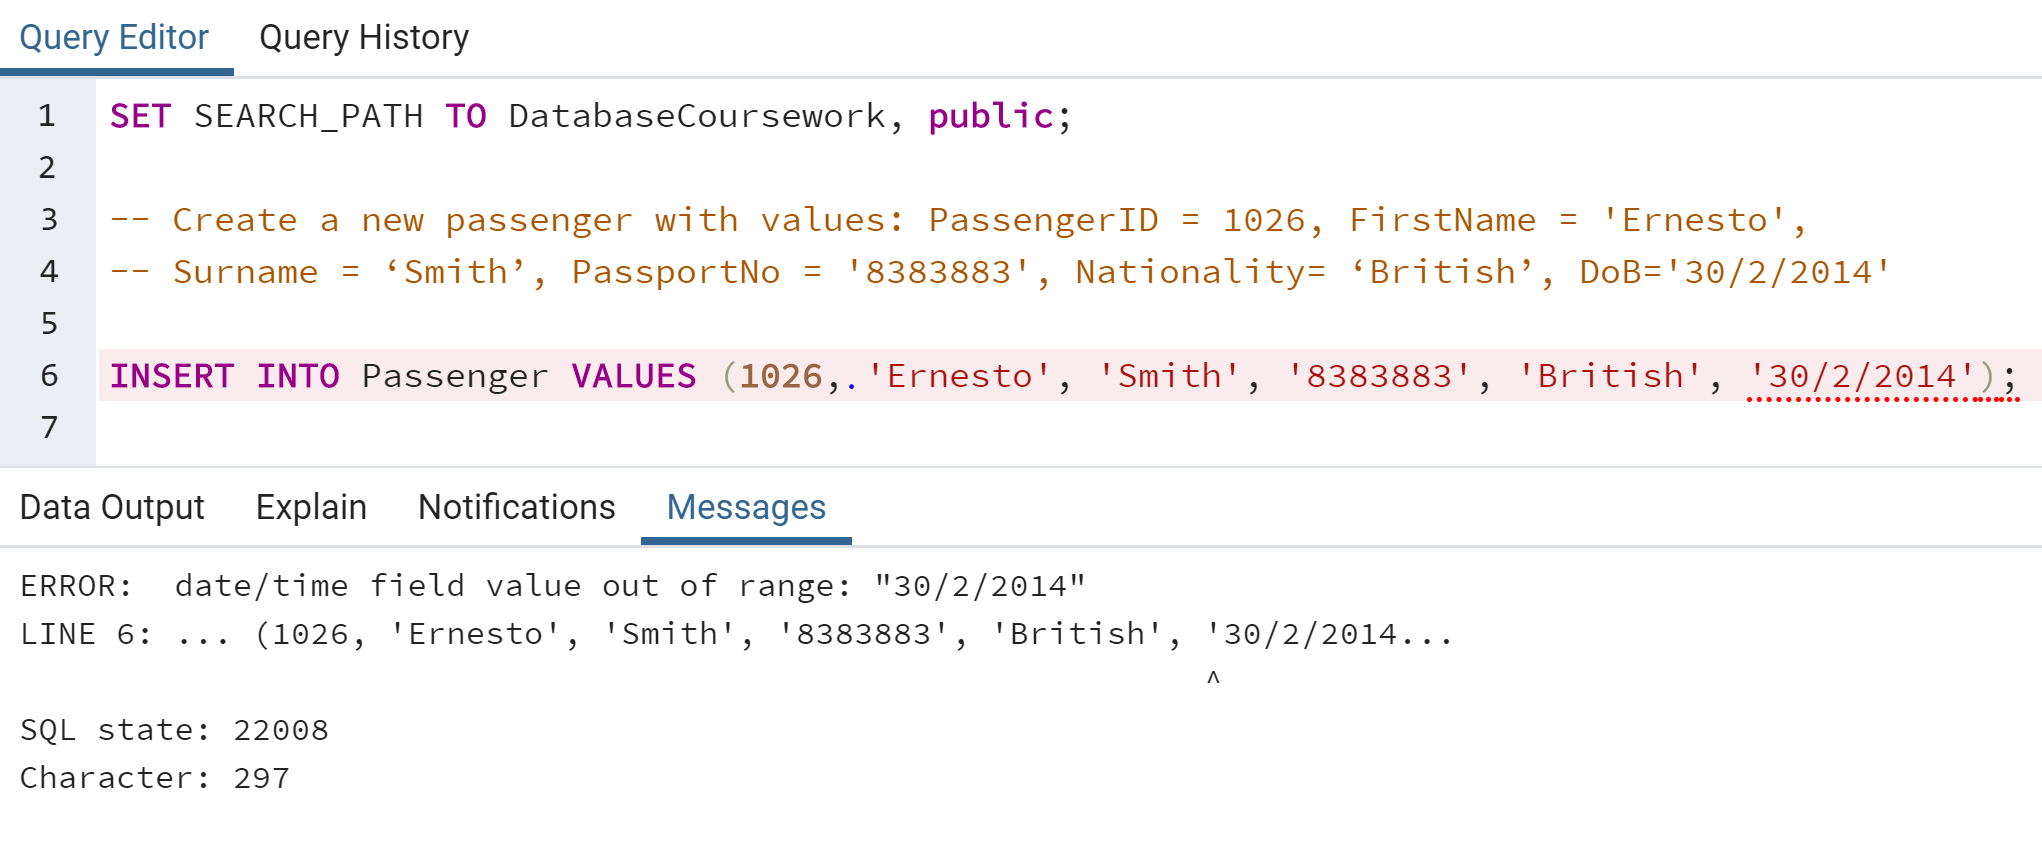 Query Editor Query History
1 SET SEARCH_PATH TO DatabaseCoursework, public;
2
3 -- Create a new passenger with values: PassengerID = 1026, FirstName = 'Ernesto',
4 -- Surname = ‘Smith’, PassportNo = '8383883', Nationality= ‘British’, DoB='30/2/2014'
5
6 INSERT INTO Passenger VALUES (1026, 'Ernesto', 'Smith', '8383883', 'British', '30/2/2014');
7
Data Output Explain Notifications Messages
ERROR:  date/time field value out of range: "30/2/2014"
LINE 6: ... (1026, 'Ernesto', 'Smith', '8383883', 'British', '30/2/2014...
^
SQL state: 22008
Character: 297